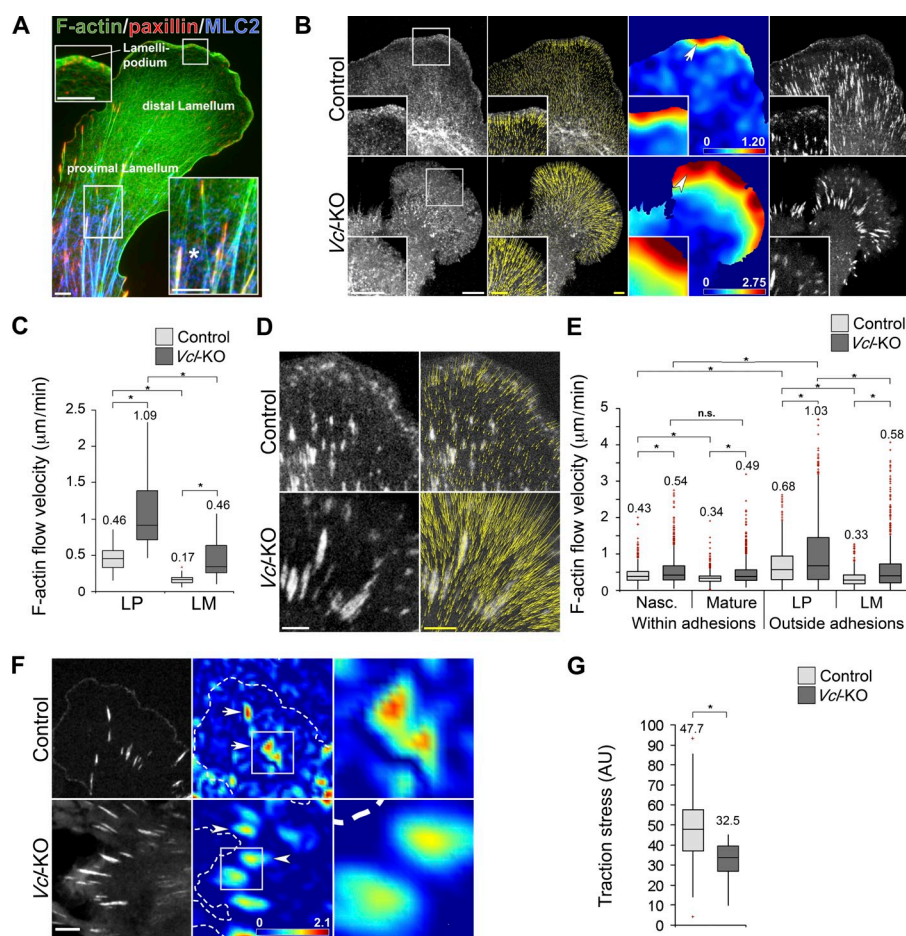 A
F-actin/paxillin/MLC2
Lamelli-
podium
distal Lamellum
proximal Lamellum
*
B
Control
Vcl-KO
0 1.20
0 2.75
C
Control
Vcl-KO
F-actin flow velocity (μm/min)
2.5
2
1.5
1
0.5
0
*
*
*
1.09
0.46
*
0.46
0.17
LP LM
D
Control
Vcl-KO
E
Control
Vcl-KO
F-actin flow velocity (μm/min)
5
4
3
2
1
0
*
*
*
*
*
*
1.03
n.s.
*
*
*
0.43
0.54
0.34
0.49
0.68
0.33
0.58
Nasc. Mature LP LM
Within adhesions Outside adhesions
F
Control
Vcl-KO
0 2.1
G
Control
Vcl-KO
Traction stress (AU)
100
90
80
70
60
50
40
30
20
10
0
*
47.7
32.5